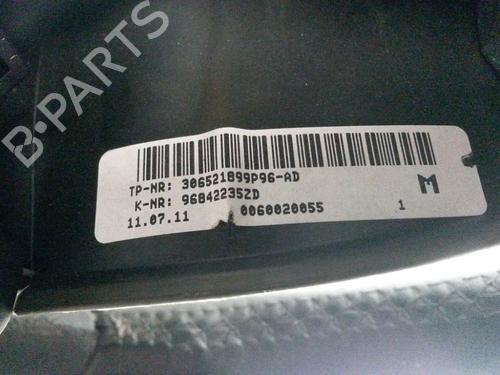 B-PARTS
TP-NR: 306521899P96-AD
K-NR: 96842235ZD
11.07.11 0060020055 1 M